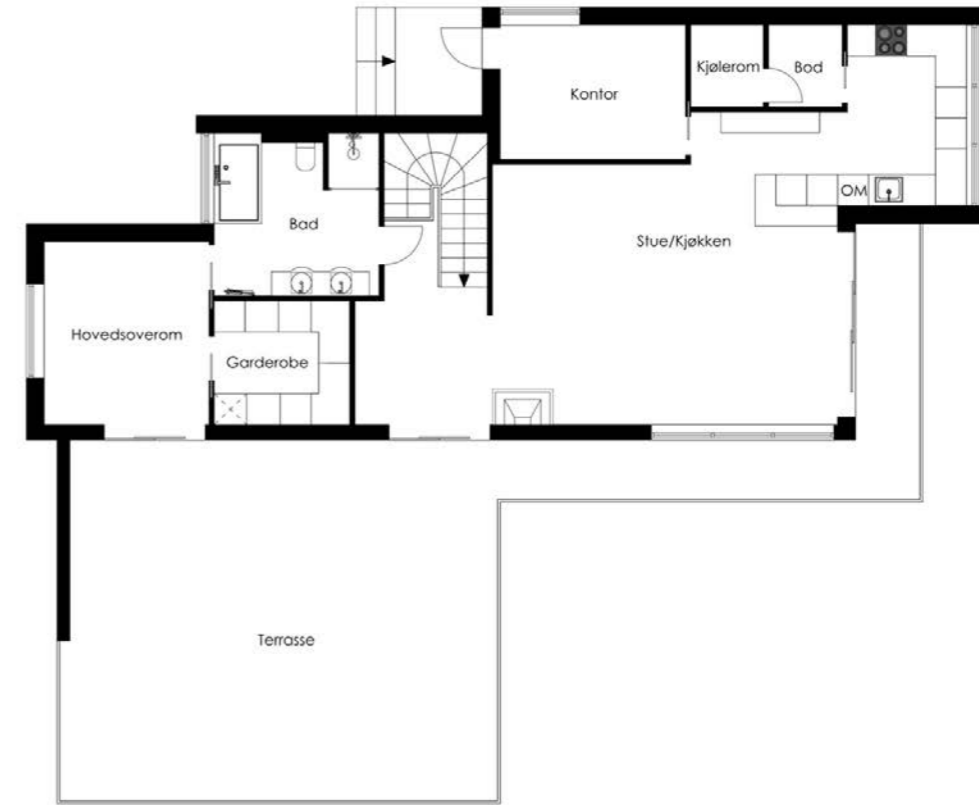 Kjølerom
Bod
Kontor
OM
Bad
Stue/Kjøkken
Hovedsoverom
Garderobe
Terrasse